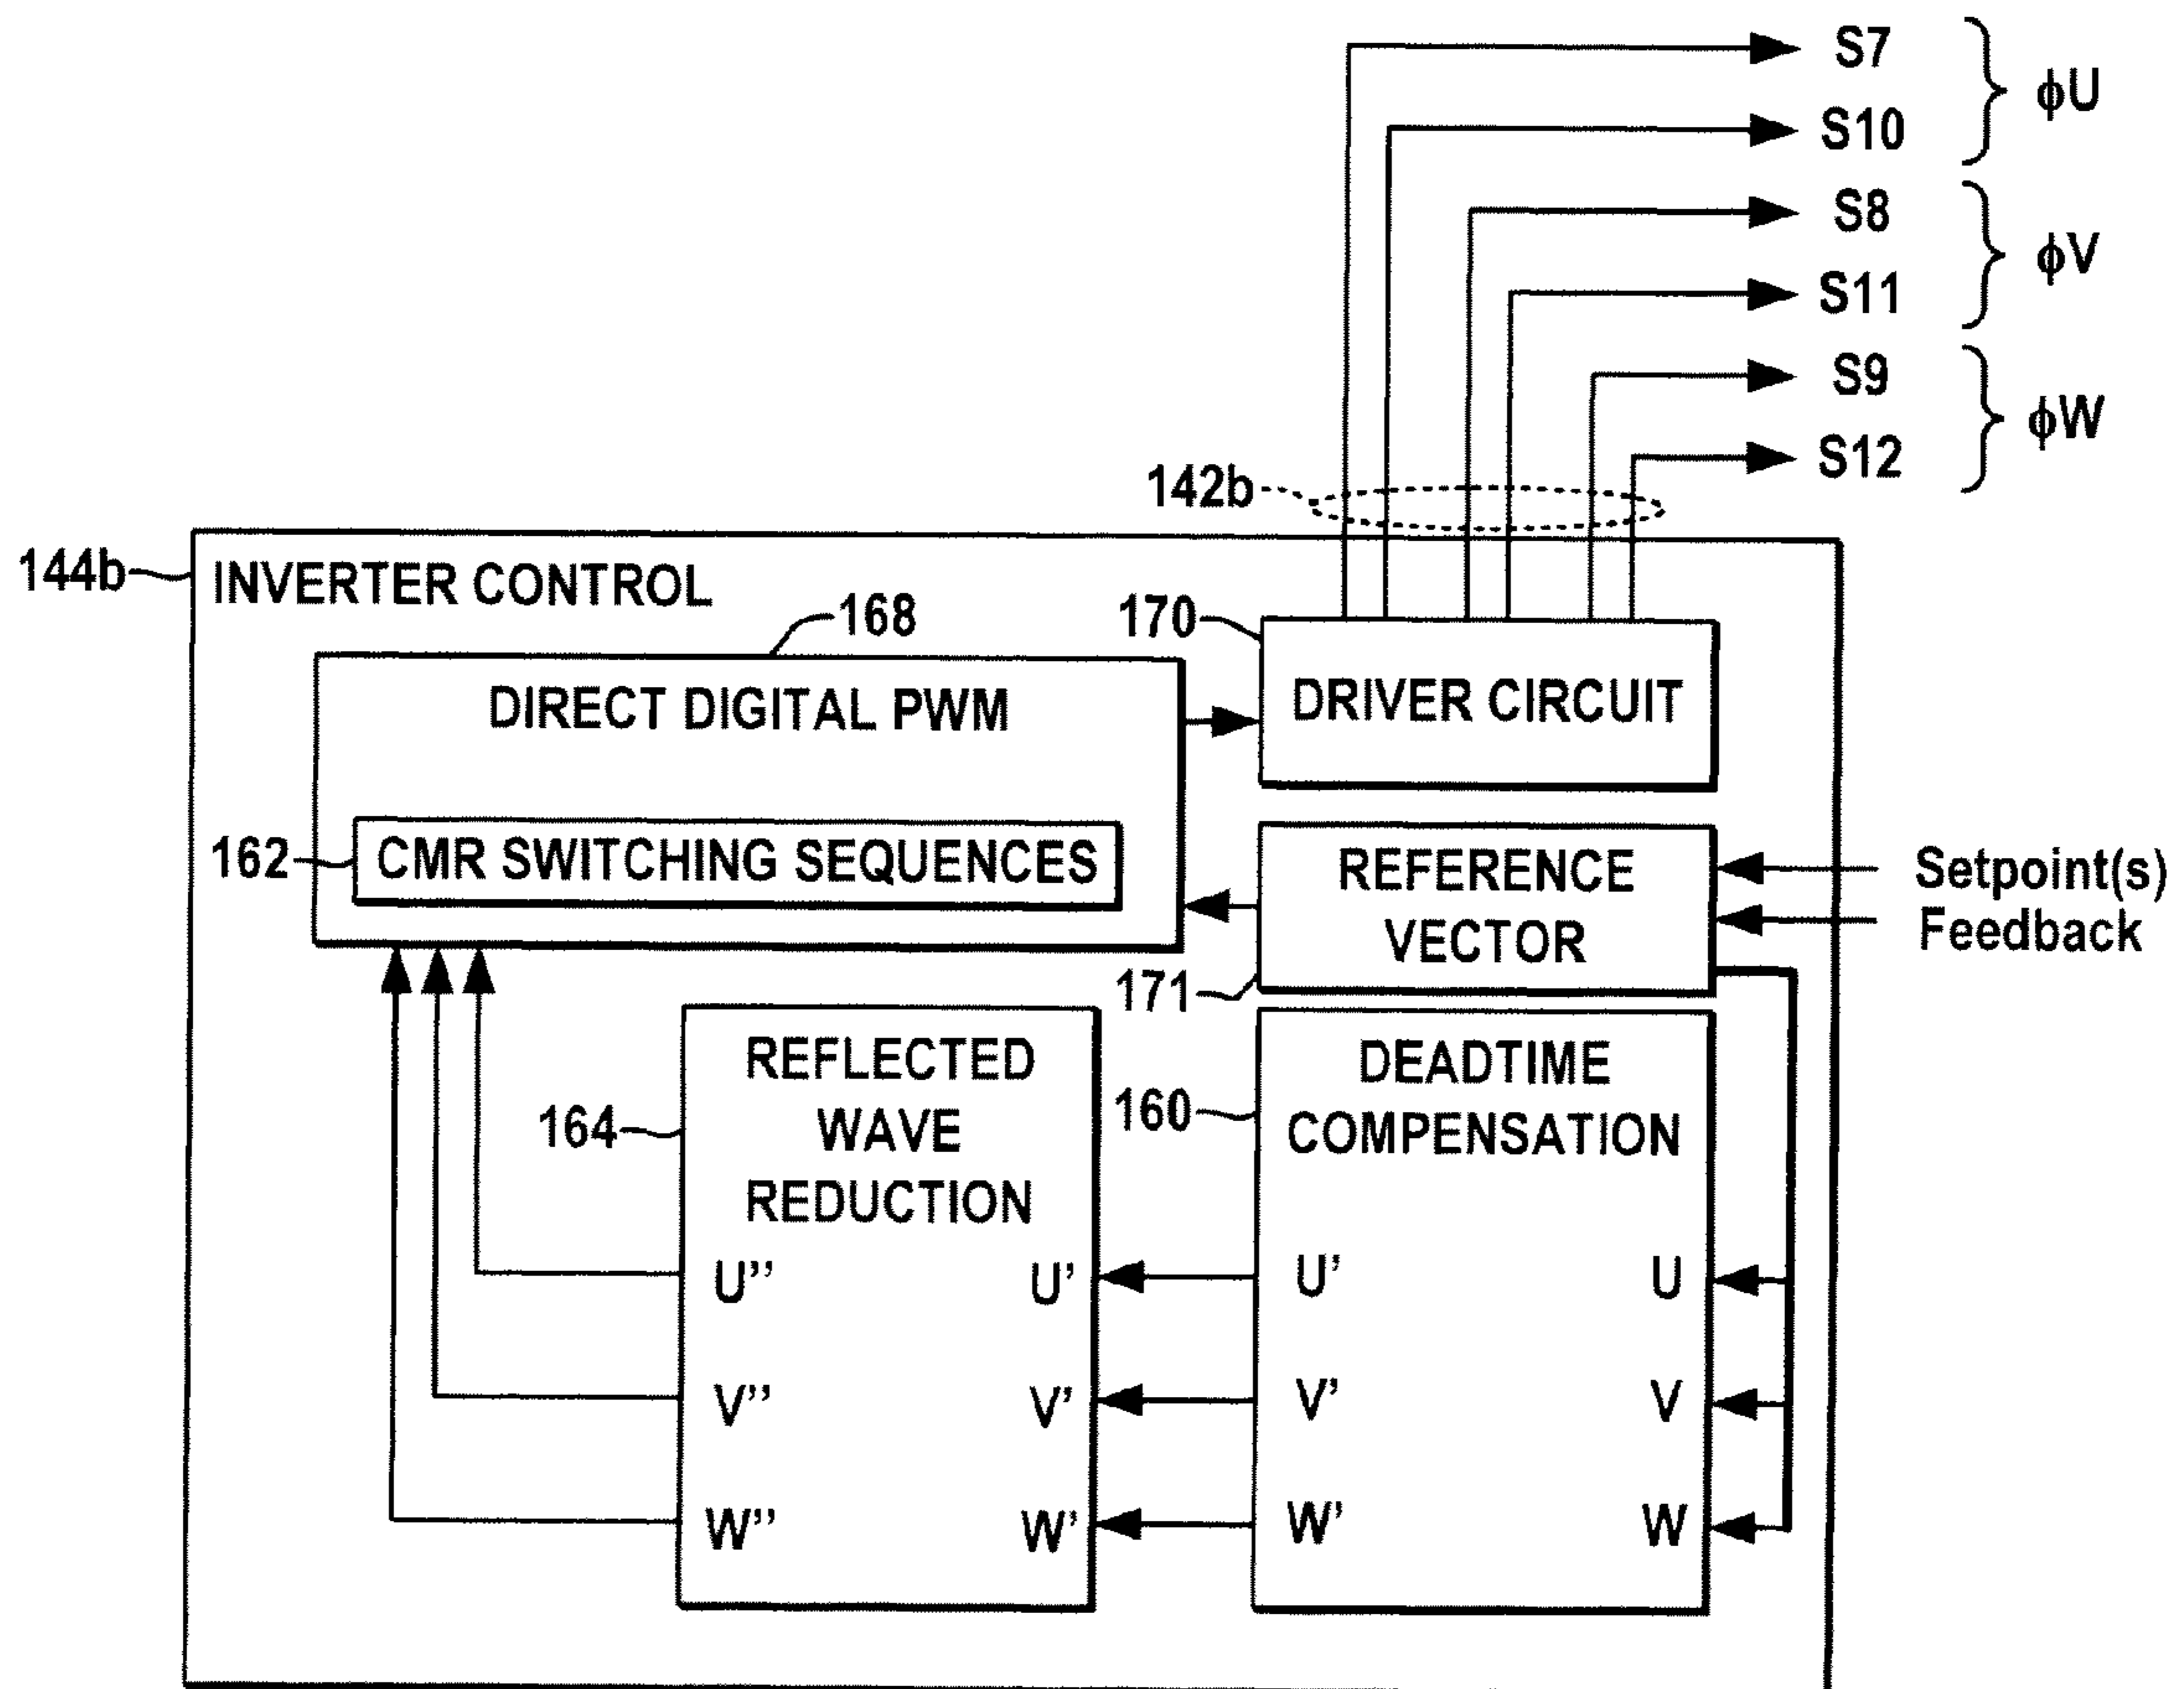 S7
S10
φU
S8
S11
φV
S9
S12
φW
142b
144b
INVERTER CONTROL
168
170
DIRECT DIGITAL PWM
DRIVER CIRCUIT
162
CMR SWITCHING SEQUENCES
REFERENCE
VECTOR
171
Setpoint(s)
Feedback
164
REFLECTED
WAVE
REDUCTION
160
DEADTIME
COMPENSATION
U'' U' U' U
V'' V' V' V
W'' W' W' W